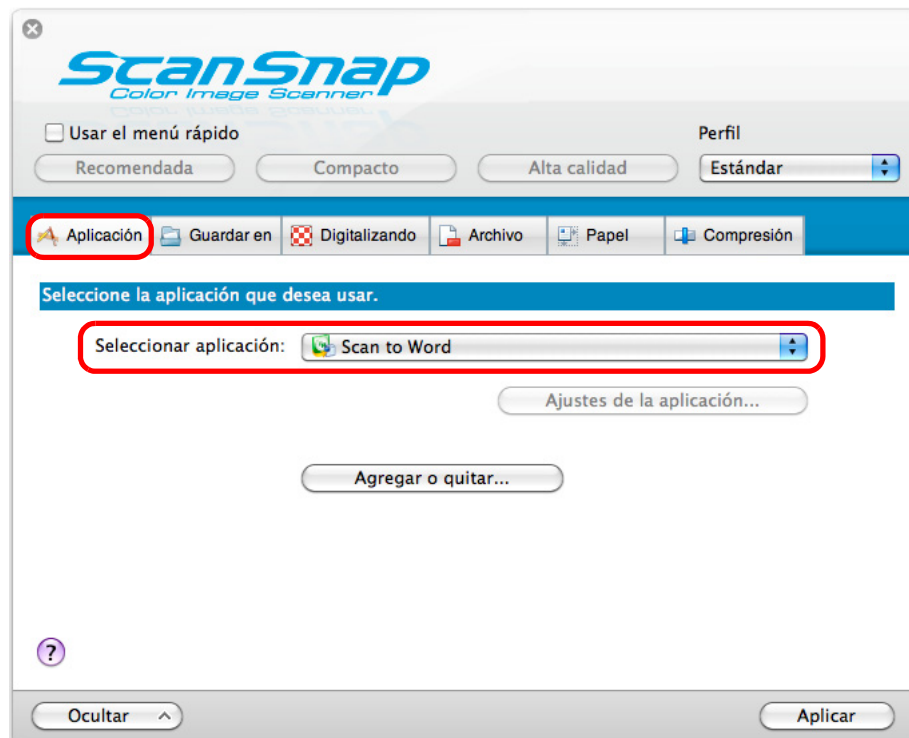 ScanSnap
Color Image Scanner
Usar el menú rápido
Perfil
Recomendada Compacto Alta calidad Estándar
Aplicación Guardar en Digitalizando Archivo Papel Compresión
Seleccione la aplicación que desea usar.
Seleccionar aplicación: Scan to Word
Ajustes de la aplicación...
Agregar o quitar...
?
Ocultar Aplicar